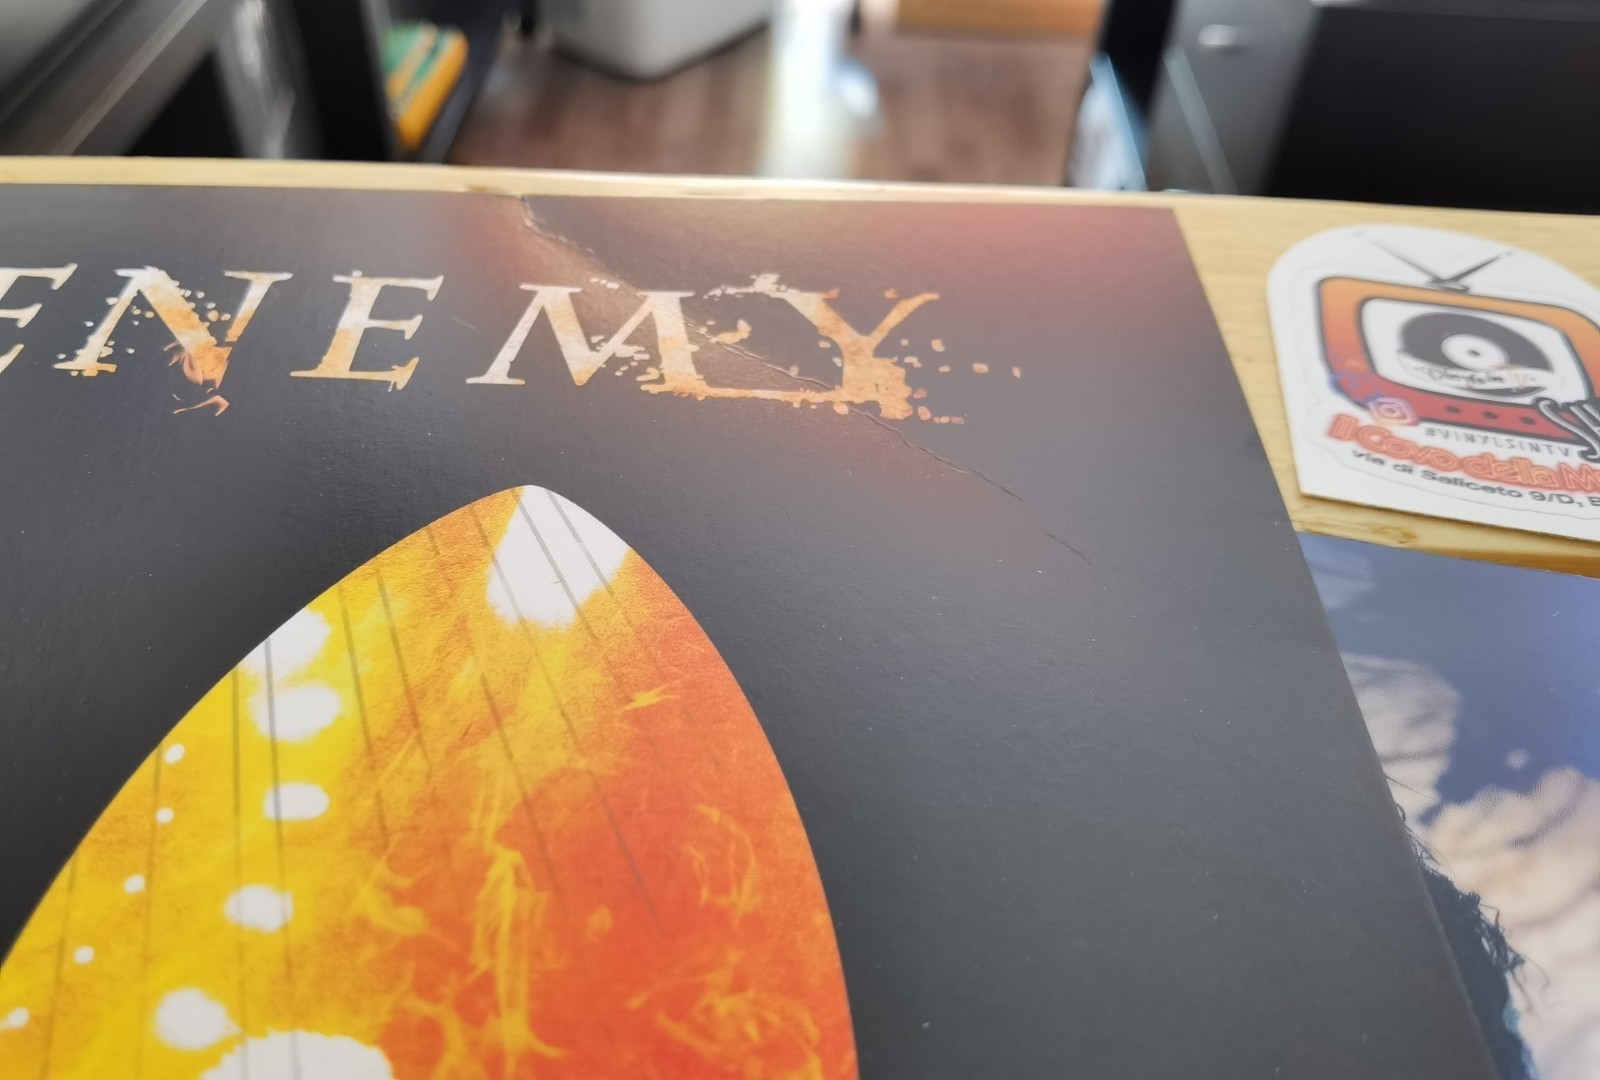 ENEMY
#VINYLSINTV
Il Covo della M
via di Saliceto 9/D, B